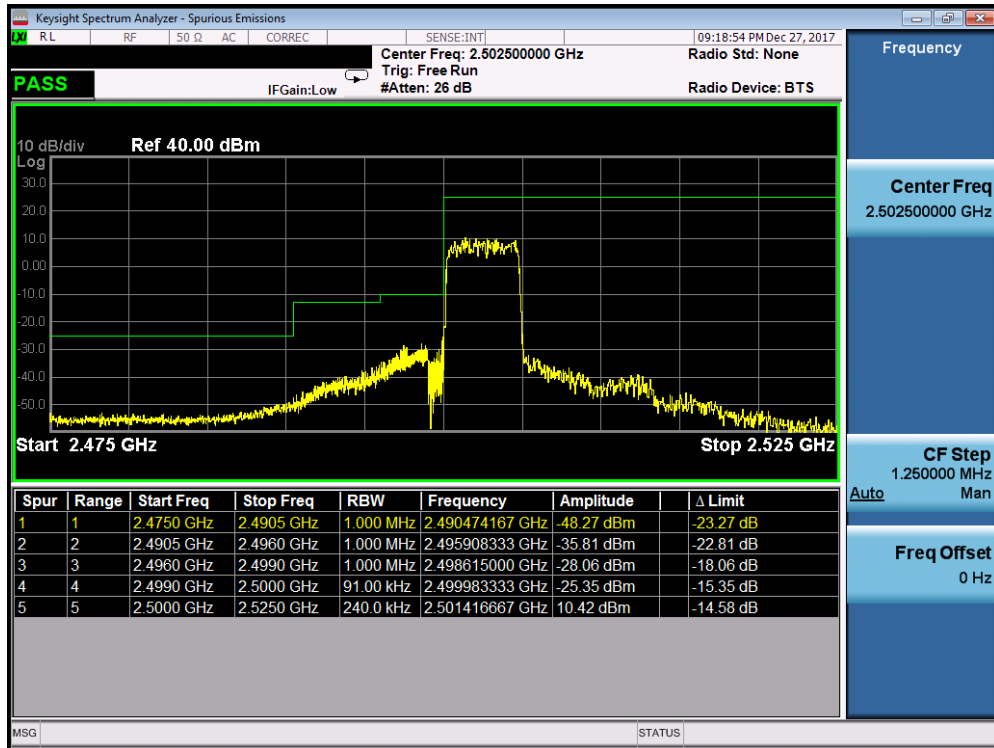 Keysight Spectrum Analyzer - Spurious Emissions
LXI RL RF 50 Ω AC CORREC SENSE:INT 09:18:54 PM Dec 27, 2017
Center Freq: 2.502500000 GHz Radio Std: None
Trig: Free Run
PASS IFGain:Low #Atten: 26 dB Radio Device: BTS
Frequency
10 dB/div Ref 40.00 dBm
Log
30.0
20.0
10.0
0.00
-10.0
-20.0
-30.0
-40.0
-50.0
Start 2.475 GHz Stop 2.525 GHz
Center Freq
2.502500000 GHz
CF Step
1.250000 MHz
Auto Man
Freq Offset
0 Hz
Spur Range Start Freq Stop Freq RBW Frequency Amplitude Δ Limit
1 1 2.4750 GHz 2.4905 GHz 1.000 MHz 2.490474167 GHz -48.27 dBm -23.27 dB
2 2 2.4905 GHz 2.4960 GHz 1.000 MHz 2.495908333 GHz -35.81 dBm -22.81 dB
3 3 2.4960 GHz 2.4990 GHz 1.000 MHz 2.498615000 GHz -28.06 dBm -18.06 dB
4 4 2.4990 GHz 2.5000 GHz 91.00 kHz 2.499983333 GHz -25.35 dBm -15.35 dB
5 5 2.5000 GHz 2.5250 GHz 240.0 kHz 2.501416667 GHz 10.42 dBm -14.58 dB
MSG STATUS